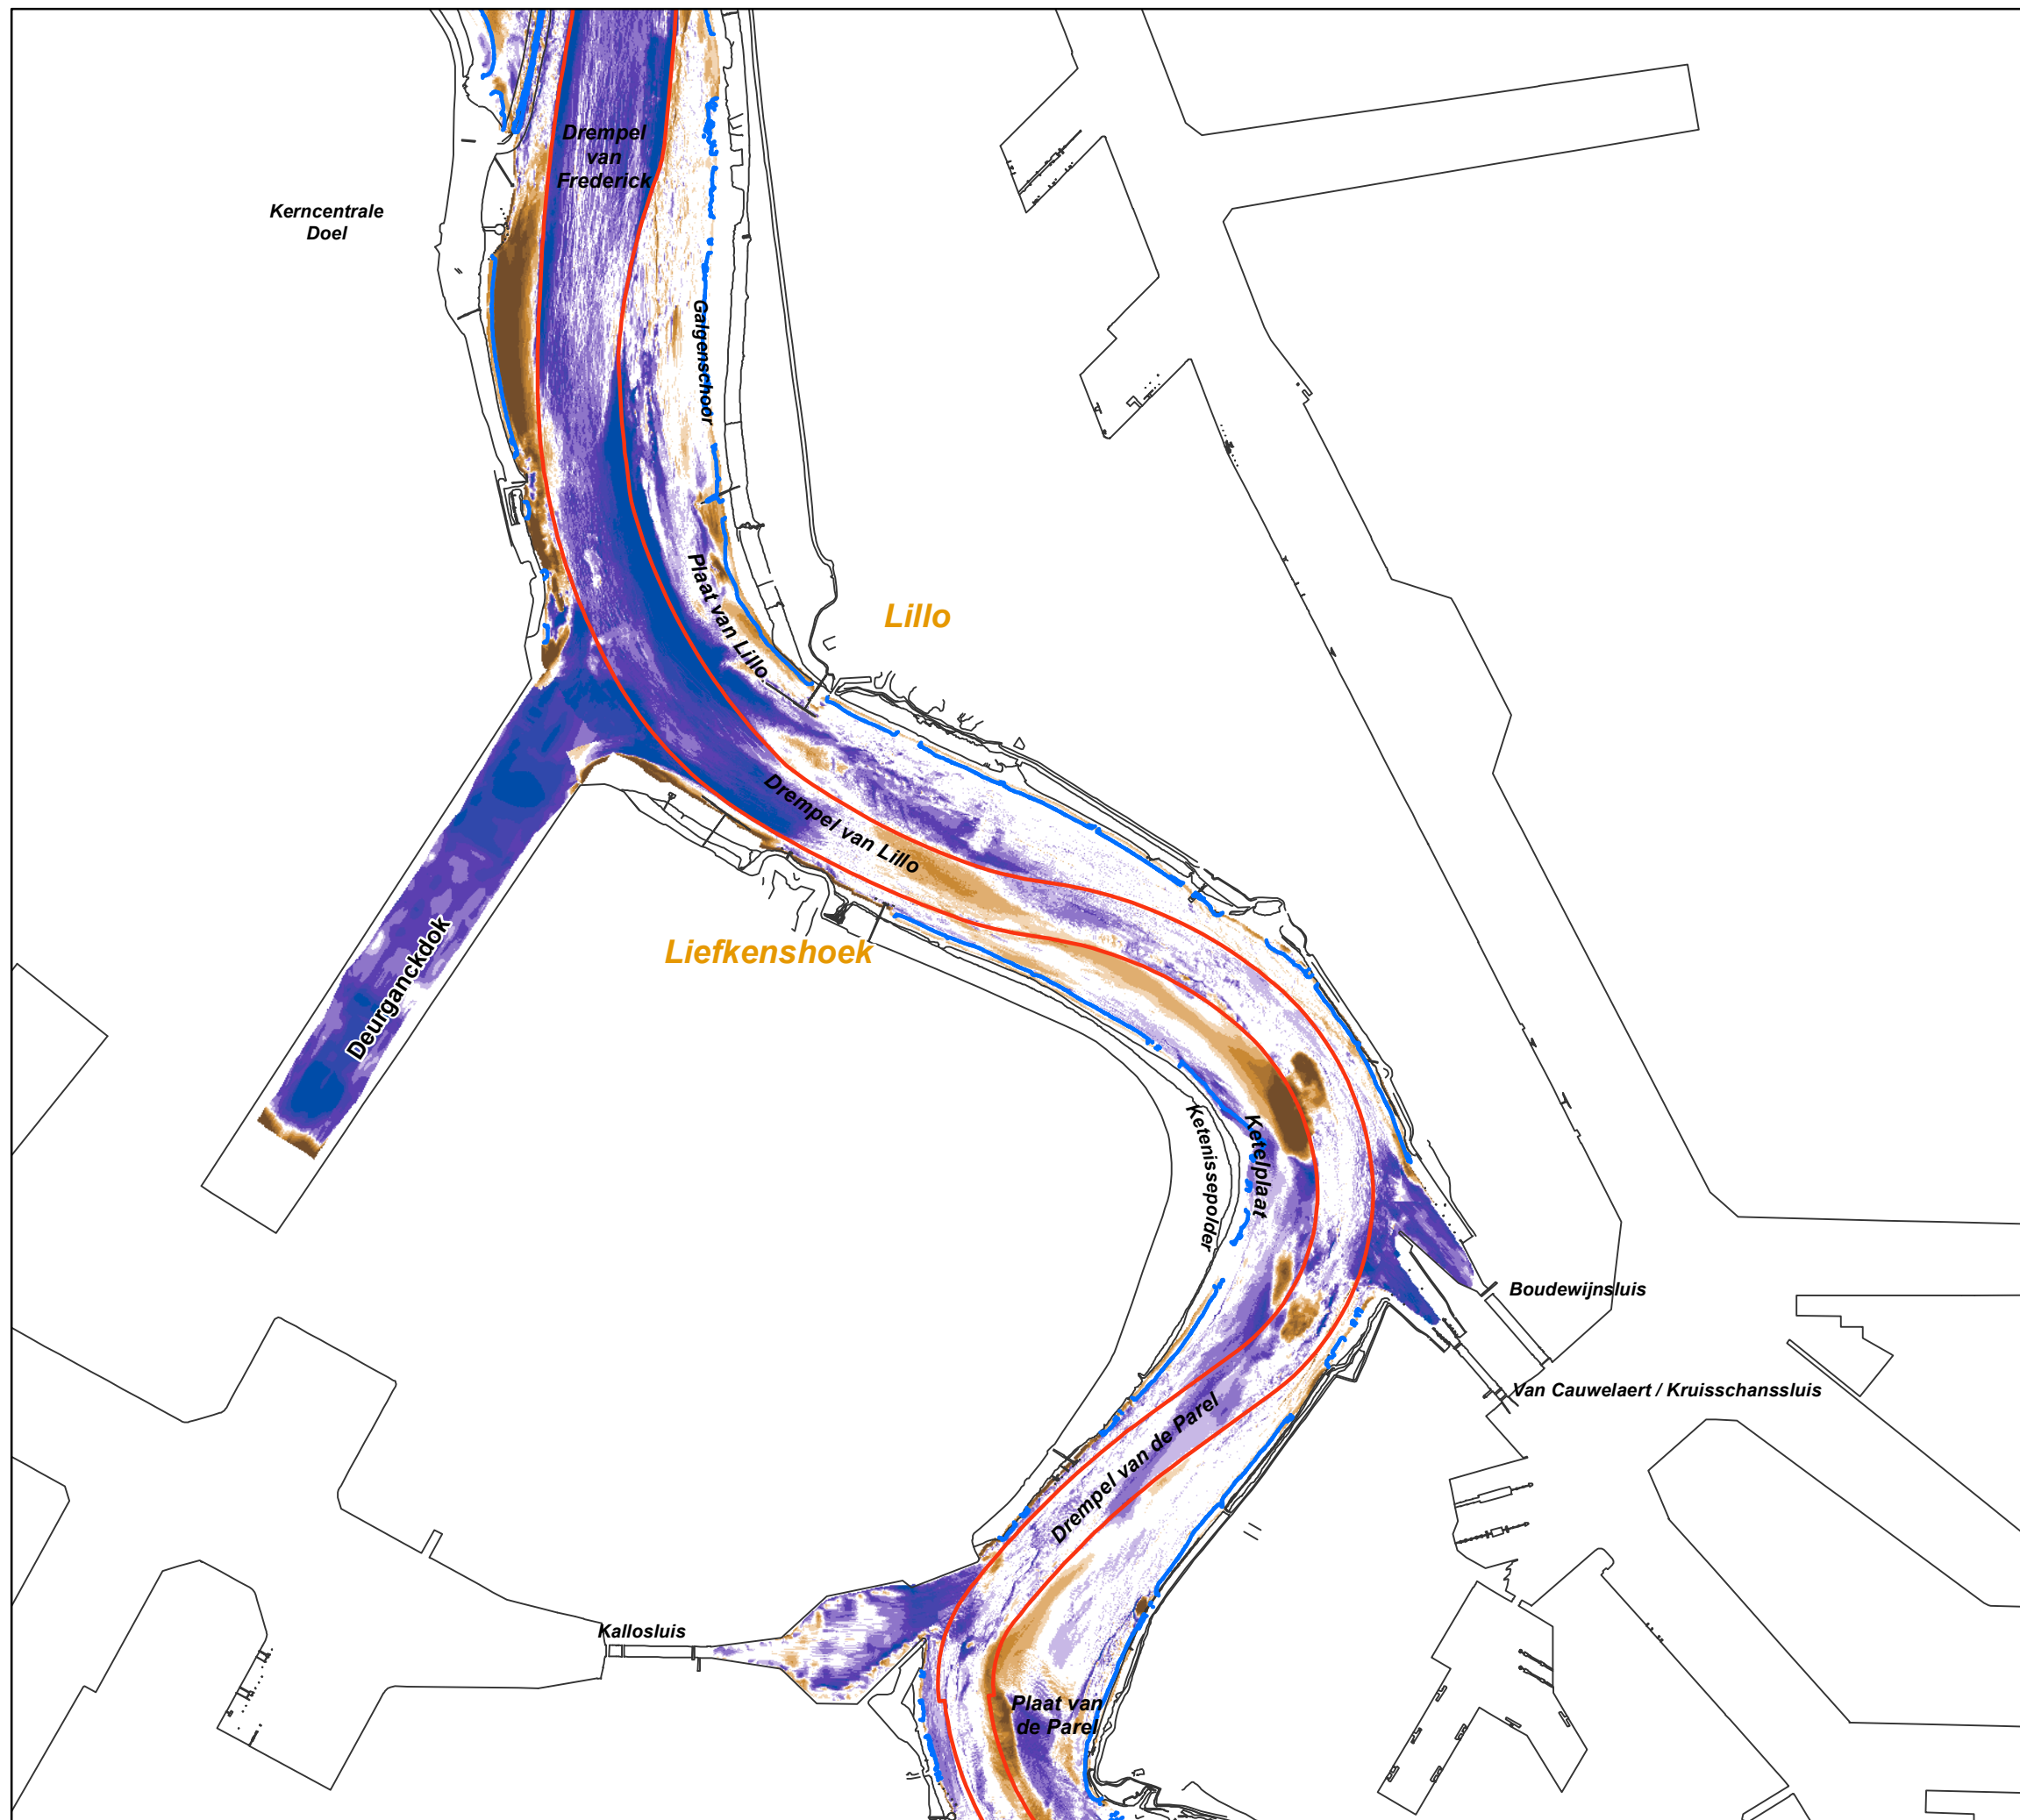 Drempel
van
Frederick
Kerncentrale
Doel
Galgenschoor
Plaat van Lillo
Lillo
Drempel van Lillo
Liefkenshoek
Deurganckdok
Ketenissepolder
Ketelplaat
Boudewijnsluis
Van Cauwelaert / Kruisschanssluis
Drempel van de Parel
Kallosluis
Plaat van
de Parel